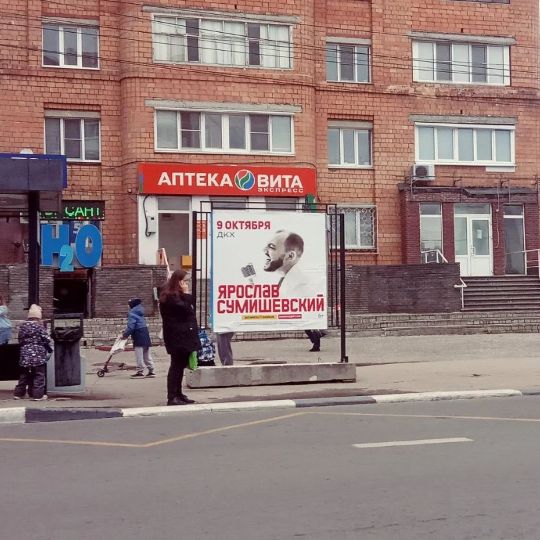 АПТЕКА ВИТА
ЭКСПРЕСС
САНТ
H2O
9 ОКТЯБРЯ
ДКХ
ЯРОСЛАВ
СУМИШЕВСКИЙ